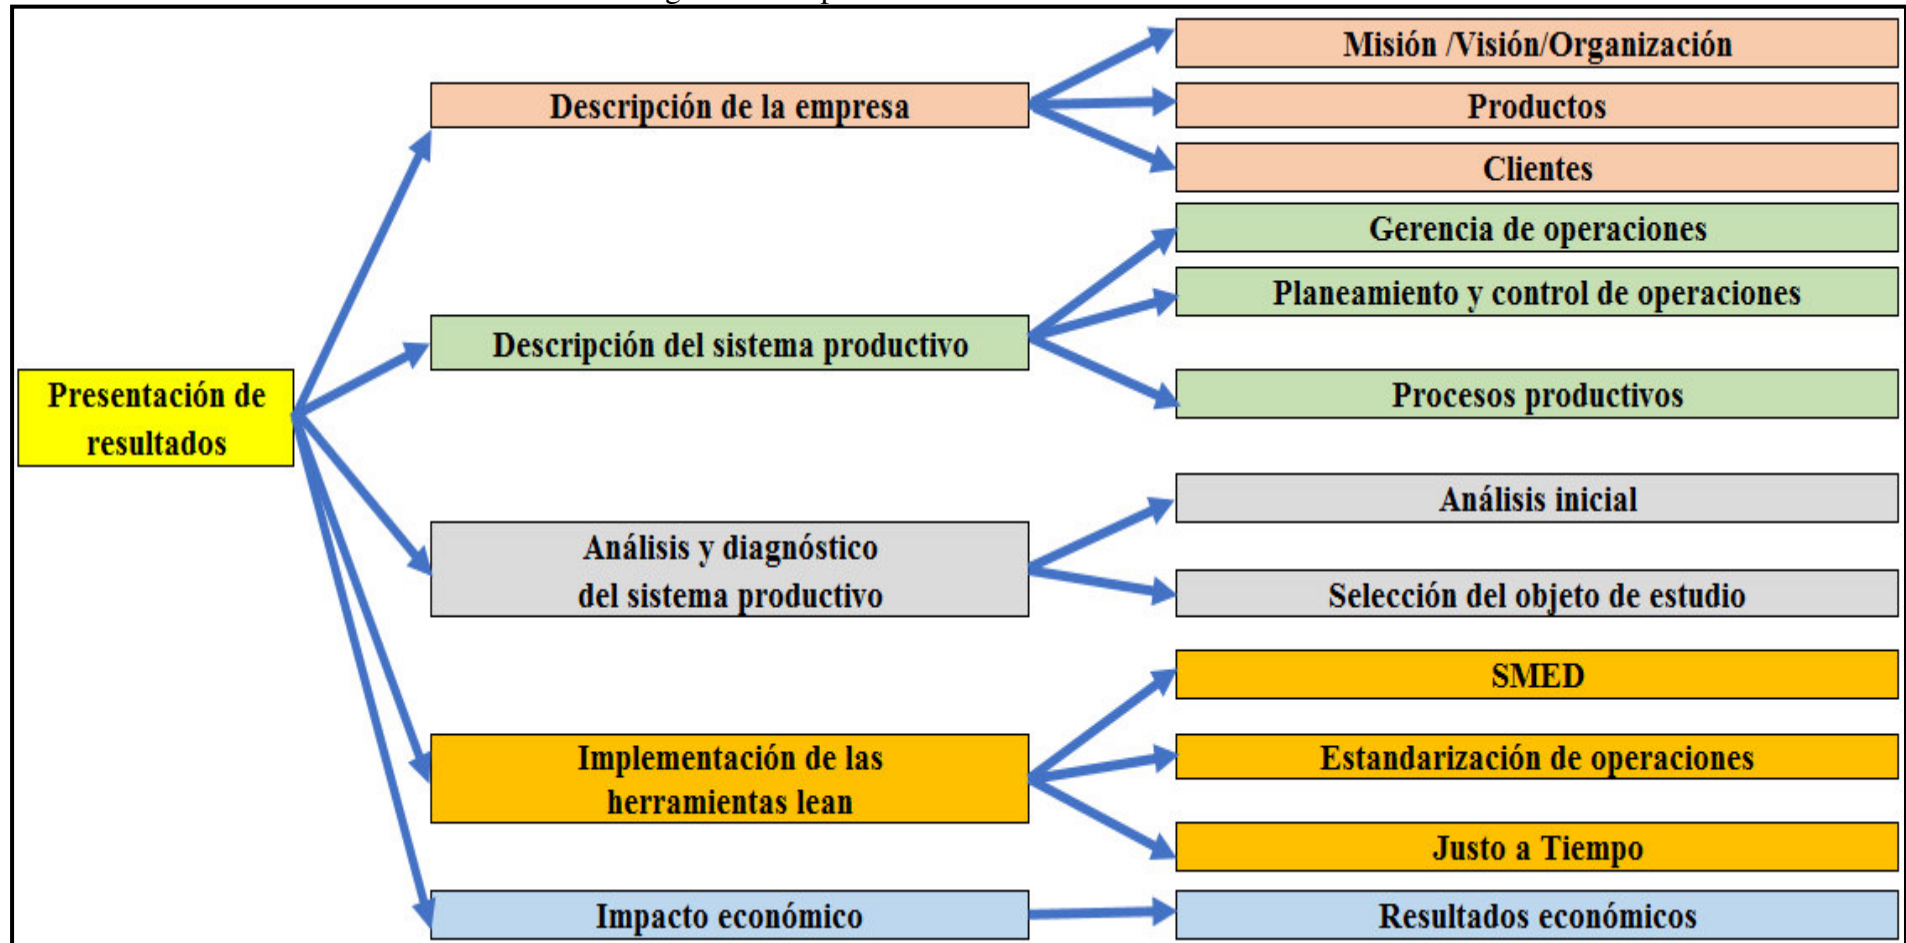 Presentación de
resultados
Descripción de la empresa
Misión /Visión/Organización
Productos
Clientes
Descripción del sistema productivo
Gerencia de operaciones
Planeamiento y control de operaciones
Procesos productivos
Análisis y diagnóstico
del sistema productivo
Análisis inicial
Selección del objeto de estudio
Implementación de las
herramientas lean
SMED
Estandarización de operaciones
Justo a Tiempo
Impacto económico
Resultados económicos